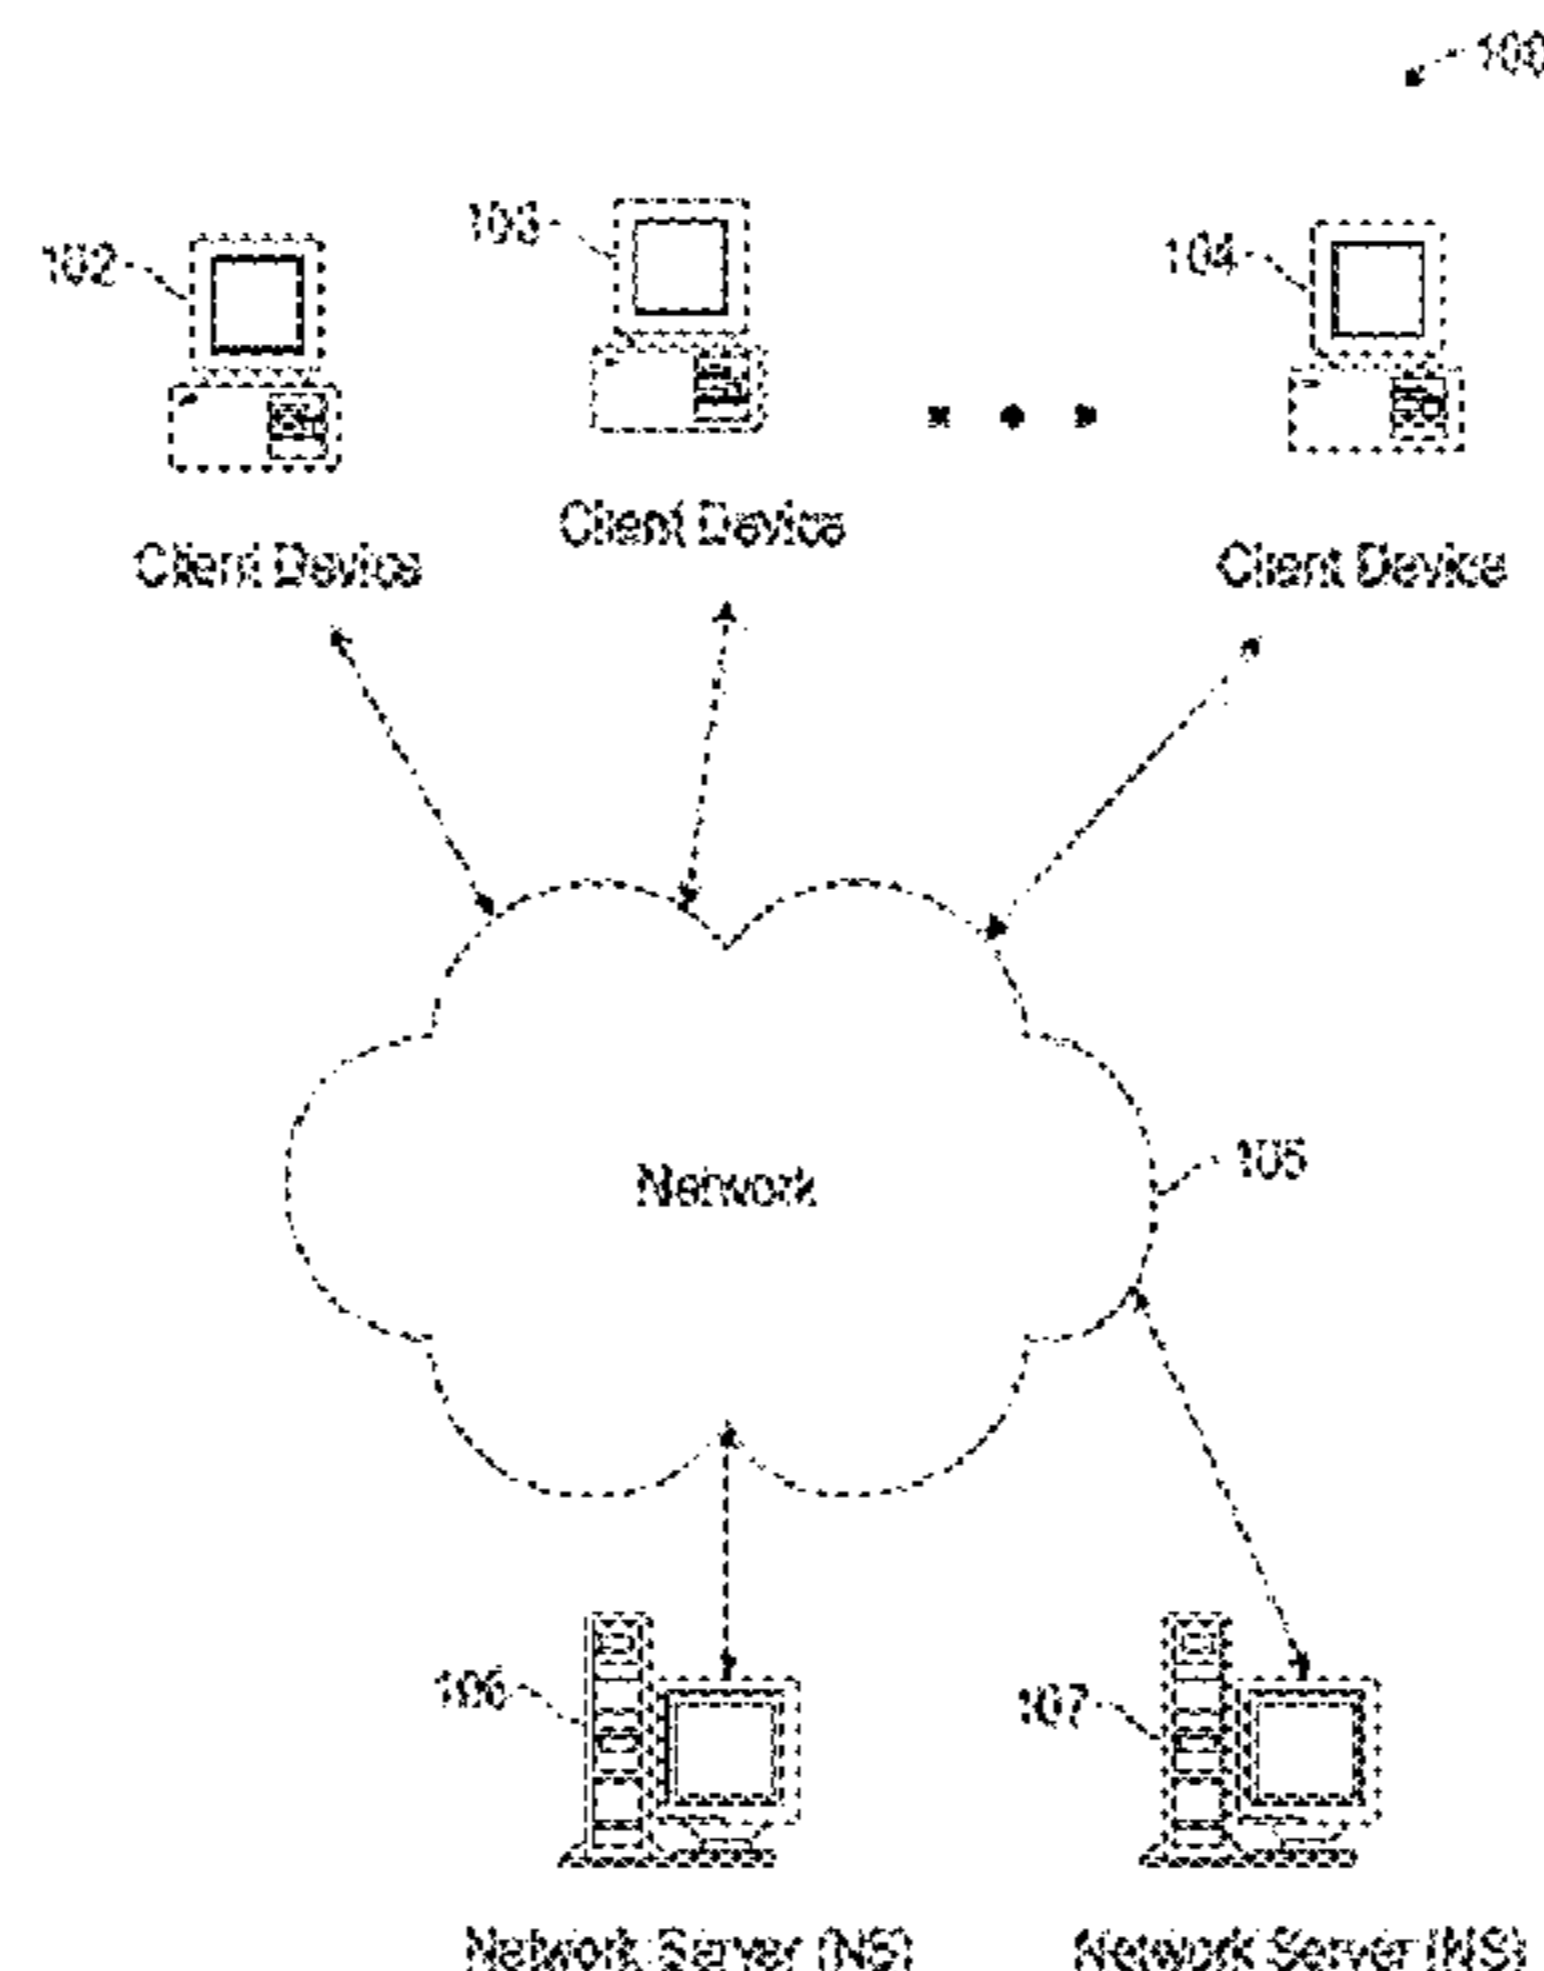 100
103
102
104
Client Device
Client Device
Client Device
Network
105
106
107
Network Server (NS)
Network Server (NS)